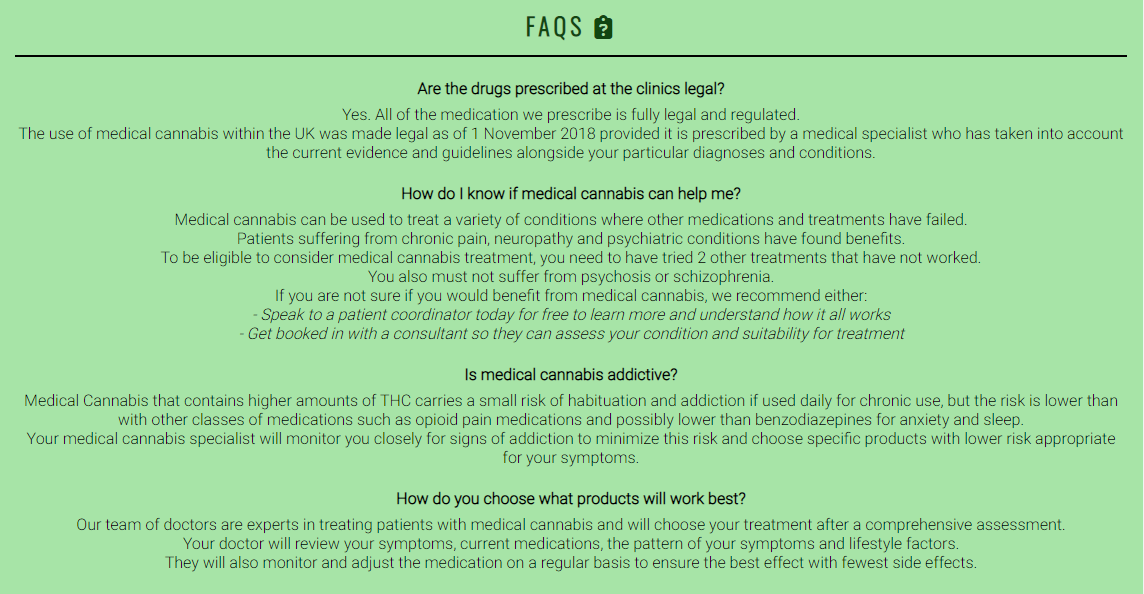 FAQS
Are the drugs prescribed at the clinics legal?
Yes. All of the medication we prescribe is fully legal and regulated.
The use of medical cannabis within the UK was made legal as of 1 November 2018 provided it is prescribed by a medical specialist who has taken into account
the current evidence and guidelines alongside your particular diagnoses and conditions.
How do I know if medical cannabis can help me?
Medical cannabis can be used to treat a variety of conditions where other medications and treatments have failed.
Patients suffering from chronic pain, neuropathy and psychiatric conditions have found benefits.
To be eligible to consider medical cannabis treatment, you need to have tried 2 other treatments that have not worked.
You also must not suffer from psychosis or schizophrenia.
If you are not sure if you would benefit from medical cannabis, we recommend either:
- Speak to a patient coordinator today for free to learn more and understand how it all works
- Get booked in with a consultant so they can assess your condition and suitability for treatment
Is medical cannabis addictive?
Medical Cannabis that contains higher amounts of THC carries a small risk of habituation and addiction if used daily for chronic use, but the risk is lower than
with other classes of medications such as opioid pain medications and possibly lower than benzodiazepines for anxiety and sleep.
Your medical cannabis specialist will monitor you closely for signs of addiction to minimize this risk and choose specific products with lower risk appropriate
for your symptoms.
How do you choose what products will work best?
Our team of doctors are experts in treating patients with medical cannabis and will choose your treatment after a comprehensive assessment.
Your doctor will review your symptoms, current medications, the pattern of your symptoms and lifestyle factors.
They will also monitor and adjust the medication on a regular basis to ensure the best effect with fewest side effects.